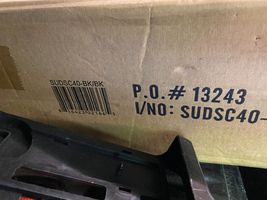 SUDSC40-BK/BK
P.O.# 13243
I/NO: SUDSC40-